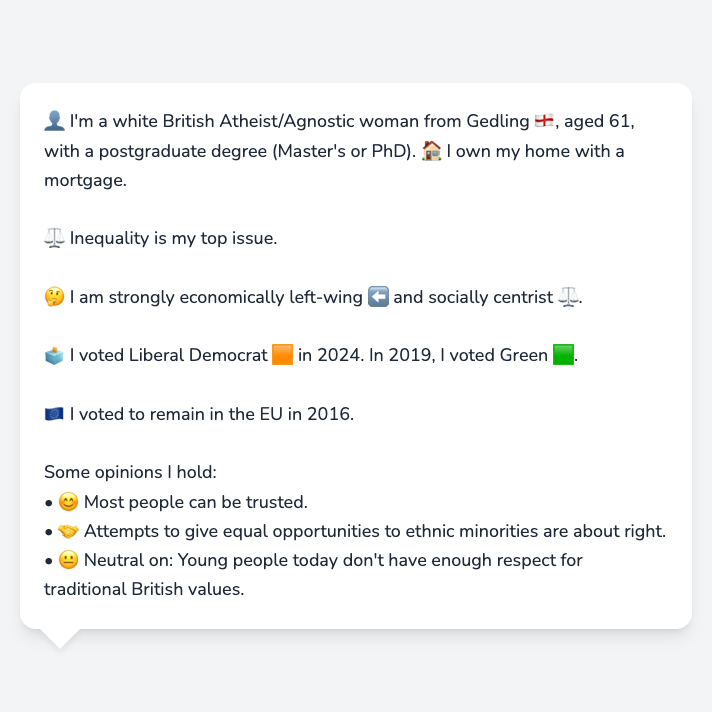 👤 I'm a white British Atheist/Agnostic woman from Gedling 🏴󠁧󠁢󠁥󠁮󠁧󠁿, aged 61,
with a postgraduate degree (Master's or PhD). 🏠 I own my home with a
mortgage.
⚖️ Inequality is my top issue.
🤔 I am strongly economically left-wing ⬅️ and socially centrist ⚖️.
🗳️ I voted Liberal Democrat 🟧 in 2024. In 2019, I voted Green 🟩.
🇪🇺 I voted to remain in the EU in 2016.
Some opinions I hold:
• 😊 Most people can be trusted.
• 🤝 Attempts to give equal opportunities to ethnic minorities are about right.
• 😐 Neutral on: Young people today don't have enough respect for
traditional British values.